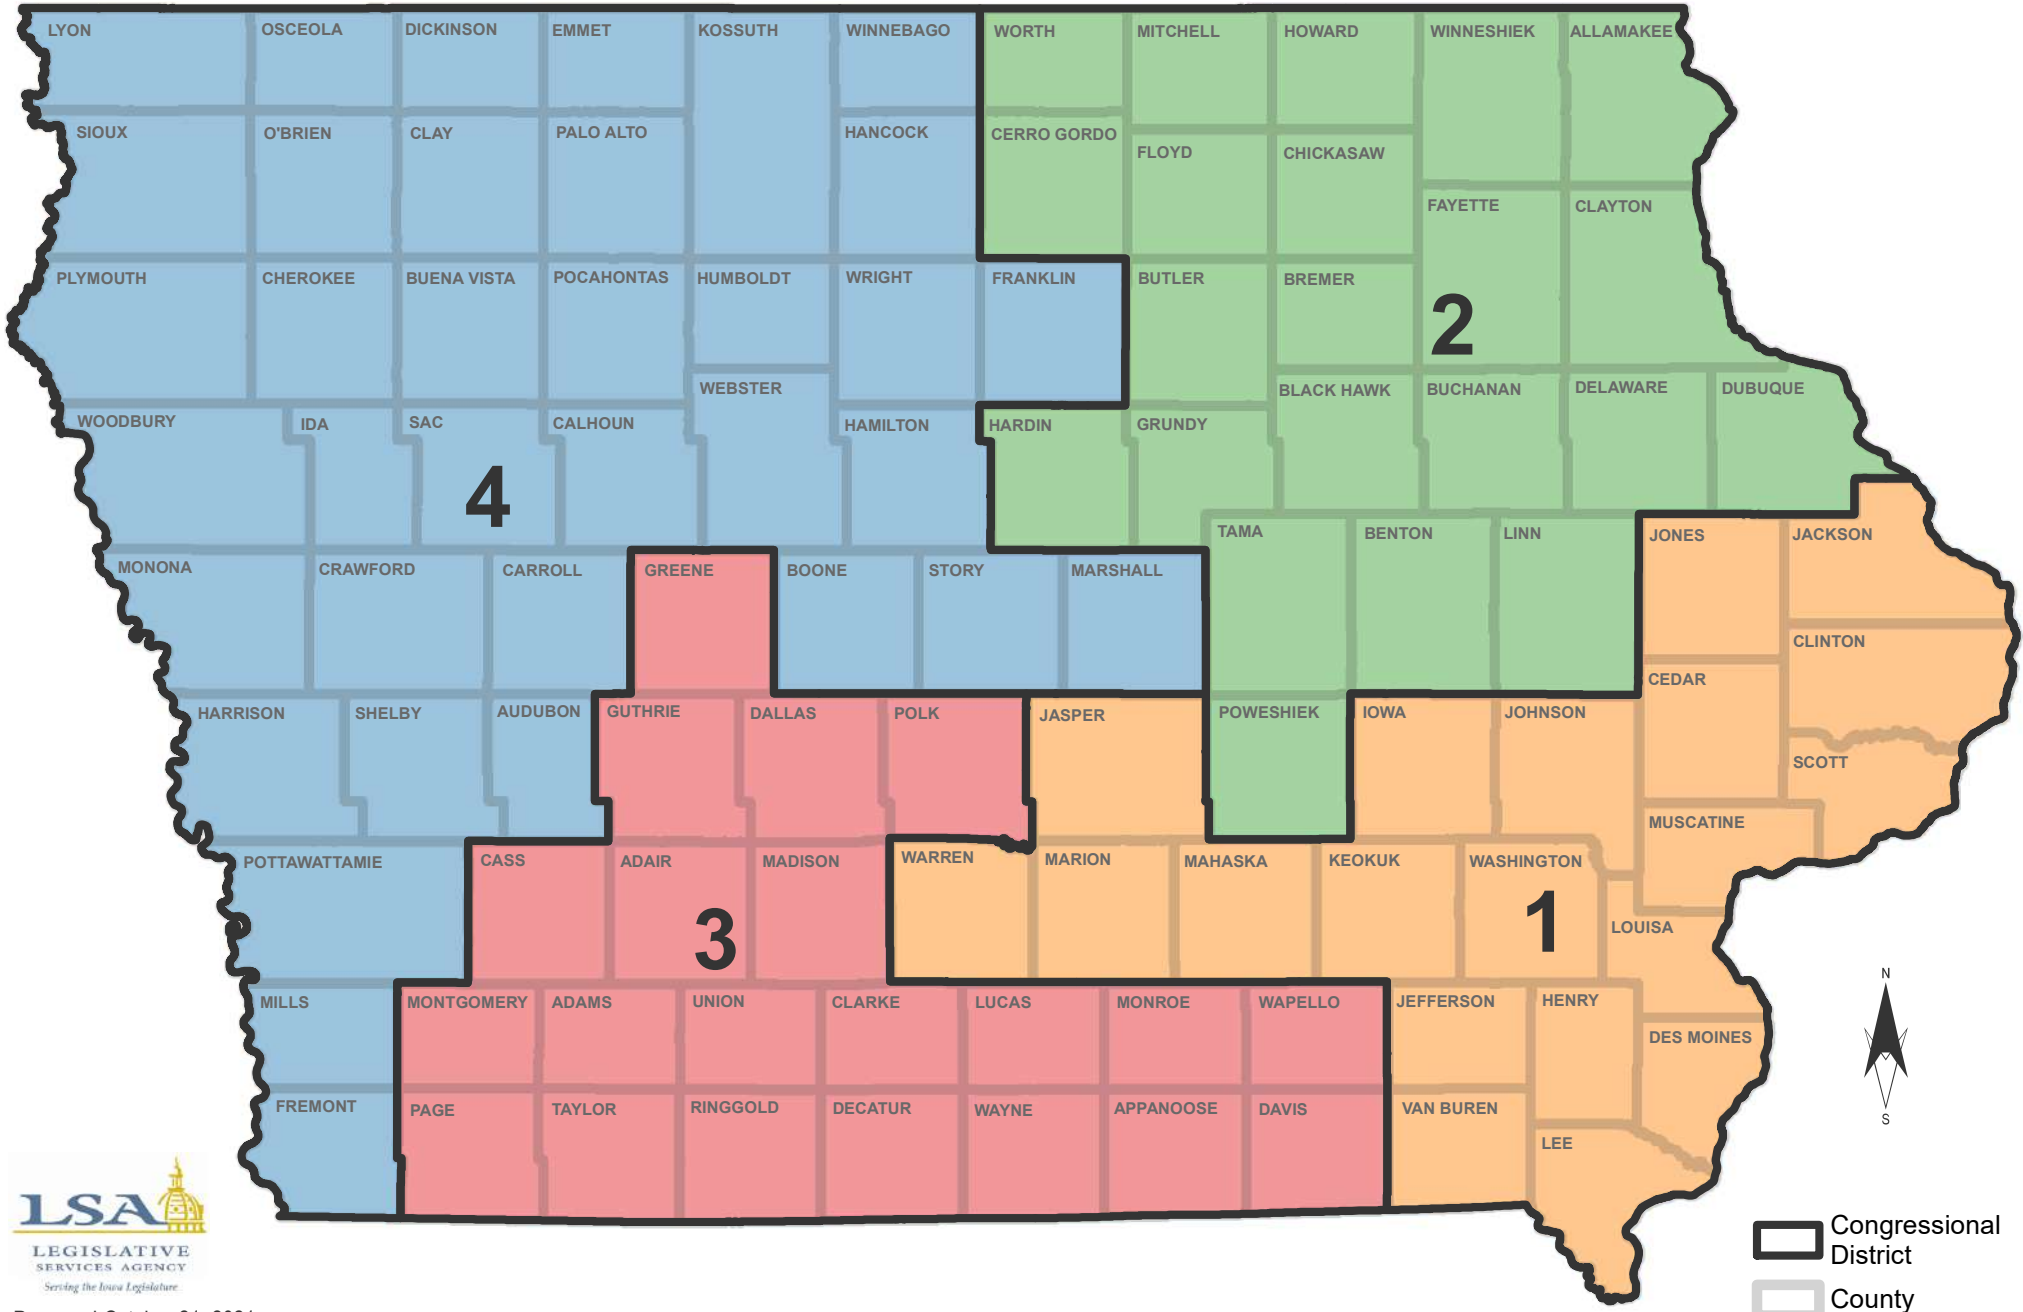 LYON
OSCEOLA
DICKINSON
EMMET
KOSSUTH
WINNEBAGO
WORTH
MITCHELL
HOWARD
WINNESHIEK
ALLAMAKEE
SIOUX
O'BRIEN
CLAY
PALO ALTO
HANCOCK
CERRO GORDO
FLOYD
CHICKASAW
FAYETTE
CLAYTON
PLYMOUTH
CHEROKEE
BUENA VISTA
POCAHONTAS
HUMBOLDT
WRIGHT
FRANKLIN
BUTLER
BREMER
2
WEBSTER
BLACK HAWK
BUCHANAN
DELAWARE
DUBUQUE
WOODBURY
IDA
SAC
CALHOUN
HAMILTON
HARDIN
GRUNDY
4
TAMA
BENTON
LINN
JONES
JACKSON
MONONA
CRAWFORD
CARROLL
GREENE
BOONE
STORY
MARSHALL
CLINTON
CEDAR
HARRISON
SHELBY
AUDUBON
GUTHRIE
DALLAS
POLK
JASPER
POWESHIEK
IOWA
JOHNSON
SCOTT
MUSCATINE
POTTAWATTAMIE
CASS
ADAIR
MADISON
WARREN
MARION
MAHASKA
KEOKUK
WASHINGTON
3
1
LOUISA
N
MILLS
MONTGOMERY
ADAMS
UNION
CLARKE
LUCAS
MONROE
WAPELLO
JEFFERSON
HENRY
DES MOINES
FREMONT
PAGE
TAYLOR
RINGGOLD
DECATUR
WAYNE
APPANOOSE
DAVIS
VAN BUREN
S
LEE
LSA
LEGISLATIVE
SERVICES AGENCY
Serving the Iowa Legislature
Congressional
District
County